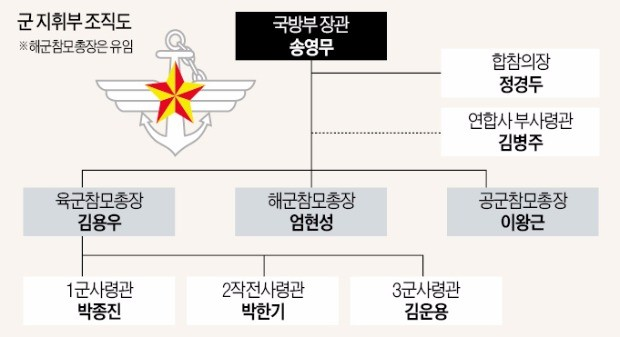 군 지휘부 조직도
※해군참모총장은 유임
국방부 장관
송영무
합참의장
정경두
연합사 부사령관
김병주
육군참모총장
김용우
해군참모총장
엄현성
공군참모총장
이왕근
1군사령관
박종진
2작전사령관
박한기
3군사령관
김운용